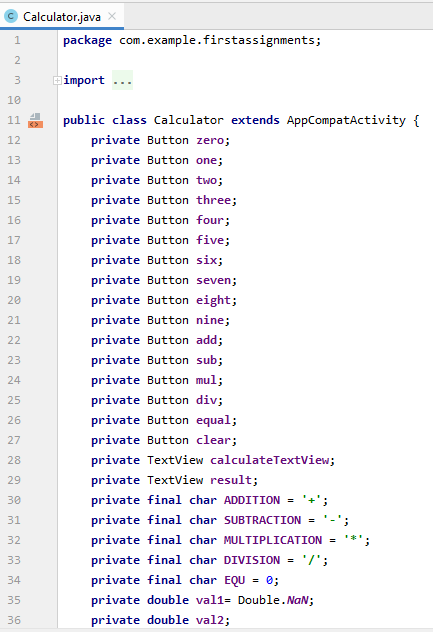 Calculator.java
1 package com.example.firstassignments;
2
3 import ...
10
11 public class Calculator extends AppCompatActivity {
12 private Button zero;
13 private Button one;
14 private Button two;
15 private Button three;
16 private Button four;
17 private Button five;
18 private Button six;
19 private Button seven;
20 private Button eight;
21 private Button nine;
22 private Button add;
23 private Button sub;
24 private Button mul;
25 private Button div;
26 private Button equal;
27 private Button clear;
28 private TextView calculateTextView;
29 private TextView result;
30 private final char ADDITION = '+';
31 private final char SUBTRACTION = '-';
32 private final char MULTIPLICATION = '*';
33 private final char DIVISION = '/';
34 private final char EQU = 0;
35 private double val1= Double.NaN;
36 private double val2;